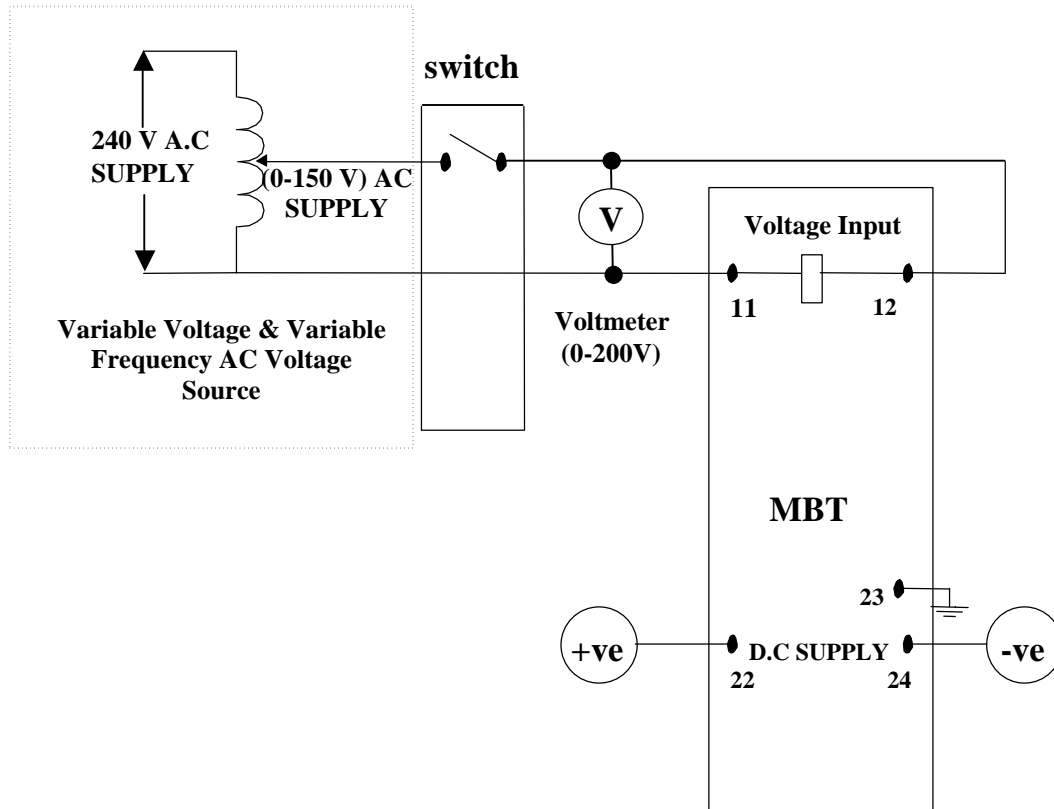 switch
240 V A.C
SUPPLY
(0-150 V) AC
SUPPLY
V
Voltage Input
11
12
Variable Voltage & Variable
Frequency AC Voltage
Source
Voltmeter
(0-200V)
MBT
23
+ve
D.C SUPPLY
-ve
22
24